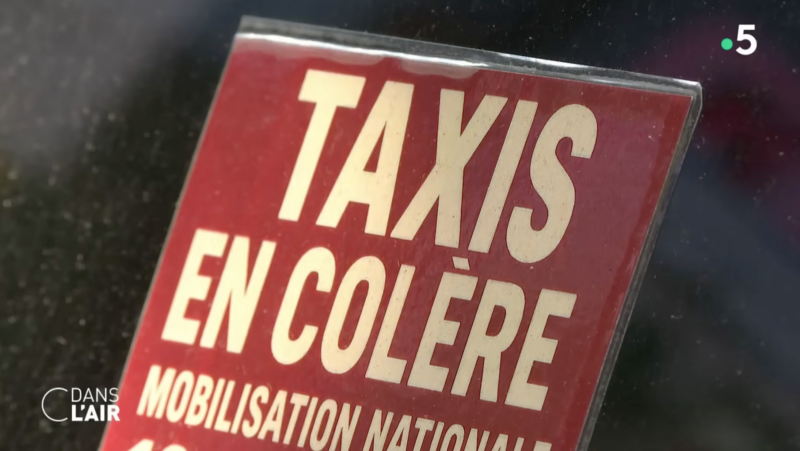 5
TAXIS
EN COLÈRE
MOBILISATION NATIONALE
C DANS
L'AIR